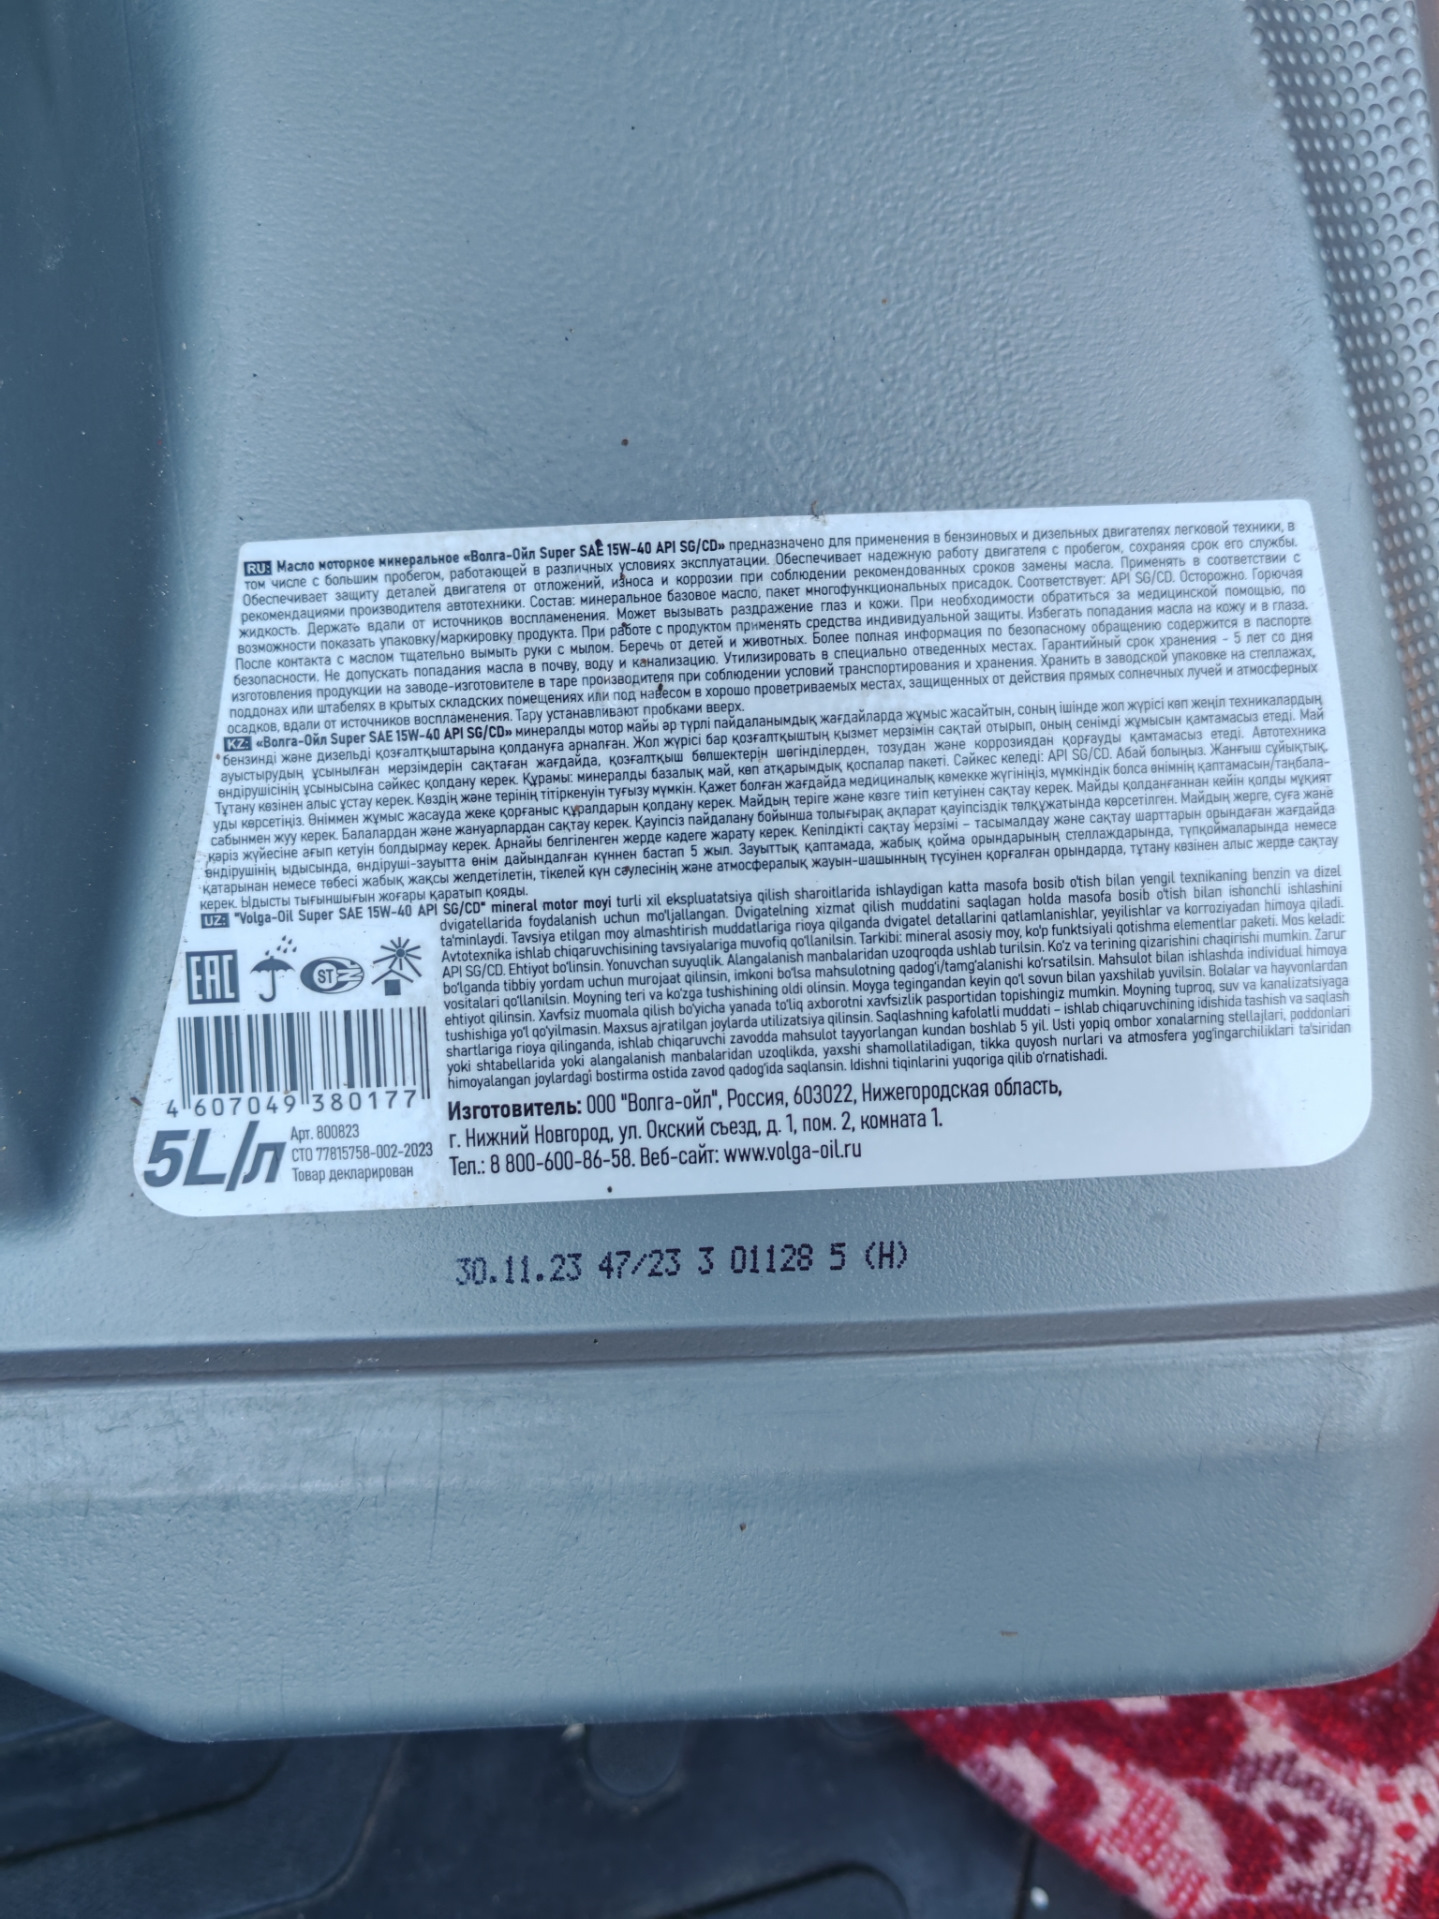 RU: Масло моторное минеральное «Волга-Ойл Super SAE 15W-40 API SG/CD» предназначено для применения в бензиновых и дизельных двигателях легковой техники, в
том числе с большим пробегом, работающей в различных условиях эксплуатации. Обеспечивает надежную работу двигателя с пробегом, сохраняя срок его службы.
Обеспечивает защиту деталей двигателя от отложений, износа и коррозии при соблюдении рекомендованных сроков замены масла. Применять в соответствии с
рекомендациями производителя автотехники. Состав: минеральное базовое масло, пакет многофункциональных присадок. Соответствует: API SG/CD. Осторожно. Горючая
жидкость. Держать вдали от источников воспламенения. Может вызывать раздражение глаз и кожи. При необходимости обратиться за медицинской помощью, по
возможности показать упаковку/маркировку продукта. При работе с продуктом применять средства индивидуальной защиты. Избегать попадания масла на кожу и в глаза.
После контакта с маслом тщательно вымыть руки с мылом. Беречь от детей и животных. Более полная информация по безопасному обращению содержится в паспорте
безопасности. Не допускать попадания масла в почву, воду и канализацию. Утилизировать в специально отведенных местах. Гарантийный срок хранения - 5 лет со дня
изготовления продукции на заводе-изготовителе в таре производителя при соблюдении условий транспортирования и хранения. Хранить в заводской упаковке на стеллажах,
поддонах или штабелях в крытых складских помещениях или под навесом в хорошо проветриваемых местах, защищенных от действия прямых солнечных лучей и атмосферных
осадков, вдали от источников воспламенения. Тару устанавливают пробками вверх.
KZ: «Волга-Ойл Super SAE 15W-40 API SG/CD» минералды мотор майы әр түрлі пайдаланымдық жағдайларда жұмыс жасайтын, соның ішінде жол жүрісі көп жеңіл техникалардың
бензинді және дизельді қозғалтқыштарына қолдануға арналған. Жол жүрісі бар қозғалтқыштың қызмет мерзімін сақтай отырып, оның сенімді жұмысын қамтамасыз етеді. Май
ауыстырудың ұсынылған мерзімдерін сақтаған жағдайда, қозғалтқыш бөлшектерін шөгінділерден, тозудан және коррозиядан қорғауды қамтамасыз етеді. Автотехника
өндірушісінің ұсынысына сәйкес қолдану керек. Құрамы: минералды базалық май, көп атқарымдық қоспалар пакеті. Сәйкес келеді: API SG/CD. Абай болыңыз. Жанғыш сұйықтық.
Тұтану көзінен алыс ұстау керек. Көздің және терінің тітіркенуін туғызу мүмкін. Қажет болған жағдайда медициналық көмекке жүгініңіз, мүмкіндік болса өнімнің қаптамасын/таңбала-
уды көрсетіңіз. Өніммен жұмыс жасауда жеке қорғаныс құралдарын қолдану керек. Майдың теріге және көзге тиіп кетуінен сақтау керек. Майды қолданғаннан кейін қолды мұқият
сабынмен жуу керек. Балалардан және жануарлардан сақтау керек. Қауіпсіз пайдалану бойынша толығырақ ақпарат қауіпсіздік төлқұжатында көрсетілген. Майдың жерге, суға және
кәріз жүйесіне ағып кетуін болдырмау керек. Арнайы белгіленген жерде кәдеге жарату керек. Кепілдікті сақтау мерзімі – тасымалдау және сақтау шарттарын орындаған жағдайда
өндірушінің ыдысында, өндіруші-зауытта өнім дайындалған күннен бастап 5 жыл. Зауыттық қаптамада, жабық қойма орындарының стеллаждарында, түпқоймаларында немесе
қатарынан немесе төбесі жабық жақсы желдетілетін, тікелей күн сәулесінің және атмосфералық жауын-шашынның түсуінен қорғалған орындарда, тұтану көзінен алыс жерде сақтау
керек. Ыдысты тығыншығын жоғары қаратып қояды.
UZ: "Volga-Oil Super SAE 15W-40 API SG/CD" mineral motor moyi turli xil ekspluatatsiya qilish sharoitlarida ishlaydigan katta masofa bosib o'tish bilan yengil texnikaning benzin va dizel
dvigatellarida foydalanish uchun mo'ljallangan. Dvigatelning xizmat qilish muddatini saqlagan holda masofa bosib o'tish bilan ishonchli ishlashini
ta'minlaydi. Tavsiya etilgan moy almashtirish muddatlariga rioya qilganda dvigatel detallarini qatlamlanishlar, yeyilishlar va korroziyadan himoya qiladi.
Avtotexnika ishlab chiqaruvchisining tavsiyalariga muvofiq qo'llanilsin. Tarkibi: mineral asosiy moy, ko'p funktsiyali qotishma elementlar paketi. Mos keladi:
API SG/CD. Ehtiyot bo'linsin. Yonuvchan suyuqlik. Alangalanish manbalaridan uzoqroqda ushlab turilsin. Ko'z va terining qizarishini chaqirishi mumkin. Zarur
bo'lganda tibbiy yordam uchun murojaat qilinsin, imkoni bo'lsa mahsulotning qadog'i/tamg'alanishi ko'rsatilsin. Mahsulot bilan ishlashda individual himoya
vositalari qo'llanilsin. Moyning teri va ko'zga tushishining oldi olinsin. Moyga tegingandan keyin qo'l sovun bilan yaxshilab yuvilsin. Bolalar va hayvonlardan
ehtiyot qilinsin. Xavfsiz muomala qilish bo'yicha yanada to'liq axborotni xavfsizlik pasportidan topishingiz mumkin. Moyning tuproq, suv va kanalizatsiyaga
tushishiga yo'l qo'yilmasin. Maxsus ajratilgan joylarda utilizatsiya qilinsin. Saqlashning kafolatli muddati – ishlab chiqaruvchining idishida tashish va saqlash
shartlariga rioya qilinganda, ishlab chiqaruvchi zavodda mahsulot tayyorlangan kundan boshlab 5 yil. Usti yopiq ombor xonalarning stellajlari, poddonlari
yoki shtabellarida yoki alangalanish manbalaridan uzoqlikda, yaxshi shamollatiladigan, tikka quyosh nurlari va atmosfera yog'ingarchiliklari ta'siridan
himoyalangan joylardagi bostirma ostida zavod qadog'ida saqlansin. Idishni tiqinlarini yuqoriga qilib o'rnatishadi.
EAC
ST
4 607049 380177
5L/л
Арт. 800823
СТО 77815758-002-2023
Товар декларирован
Изготовитель: ООО "Волга-ойл", Россия, 603022, Нижегородская область,
г. Нижний Новгород, ул. Окский съезд, д. 1, пом. 2, комната 1.
Тел.: 8 800-600-86-58. Веб-сайт: www.volga-oil.ru
30.11.23 47/23 3 01128 5 (H)